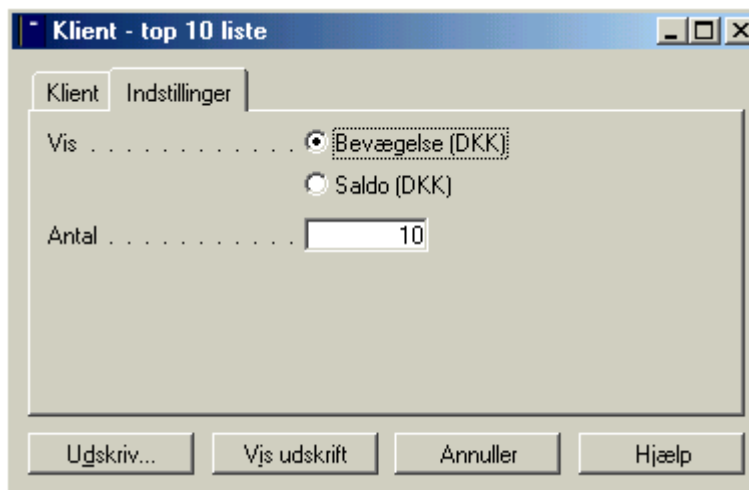 Klient - top 10 liste
Klient Indstillinger
Vis . . . . . . . . . . . . . Bevægelse (DKK)
Saldo (DKK)
Antal . . . . . . . . . . . 10
Udskriv... Vis udskrift Annuller Hjælp